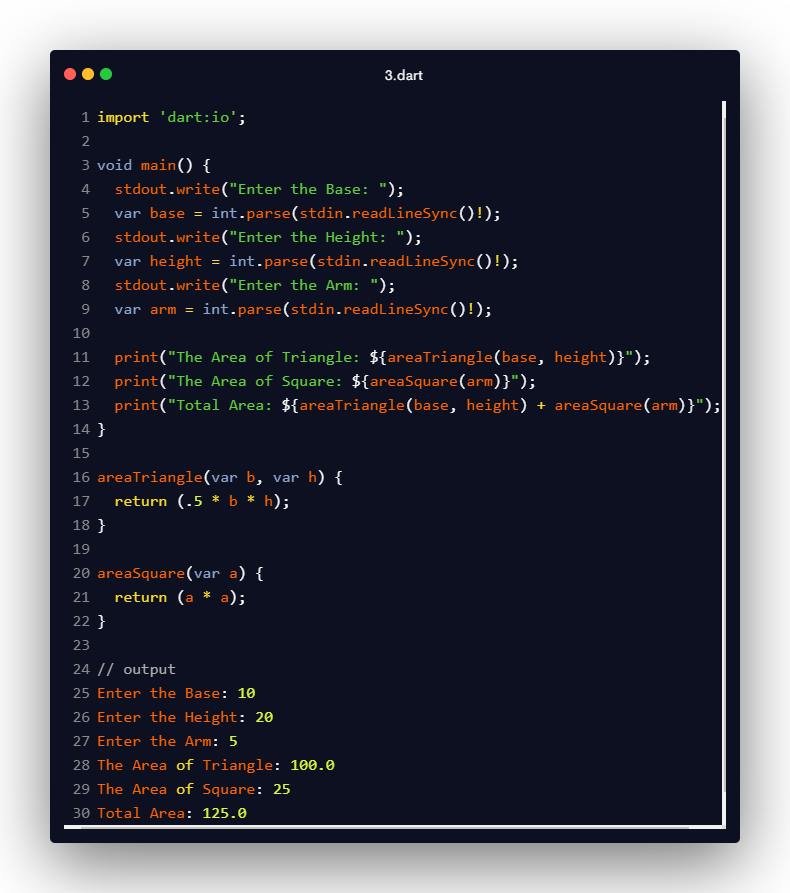 3.dart
1 import 'dart:io';
2
3 void main() {
4   stdout.write("Enter the Base: ");
5   var base = int.parse(stdin.readLineSync()!);
6   stdout.write("Enter the Height: ");
7   var height = int.parse(stdin.readLineSync()!);
8   stdout.write("Enter the Arm: ");
9   var arm = int.parse(stdin.readLineSync()!);
10
11   print("The Area of Triangle: ${areaTriangle(base, height)}");
12   print("The Area of Square: ${areaSquare(arm)}");
13   print("Total Area: ${areaTriangle(base, height) + areaSquare(arm)}");
14 }
15
16 areaTriangle(var b, var h) {
17   return (.5 * b * h);
18 }
19
20 areaSquare(var a) {
21   return (a * a);
22 }
23
24 // output
25 Enter the Base: 10
26 Enter the Height: 20
27 Enter the Arm: 5
28 The Area of Triangle: 100.0
29 The Area of Square: 25
30 Total Area: 125.0